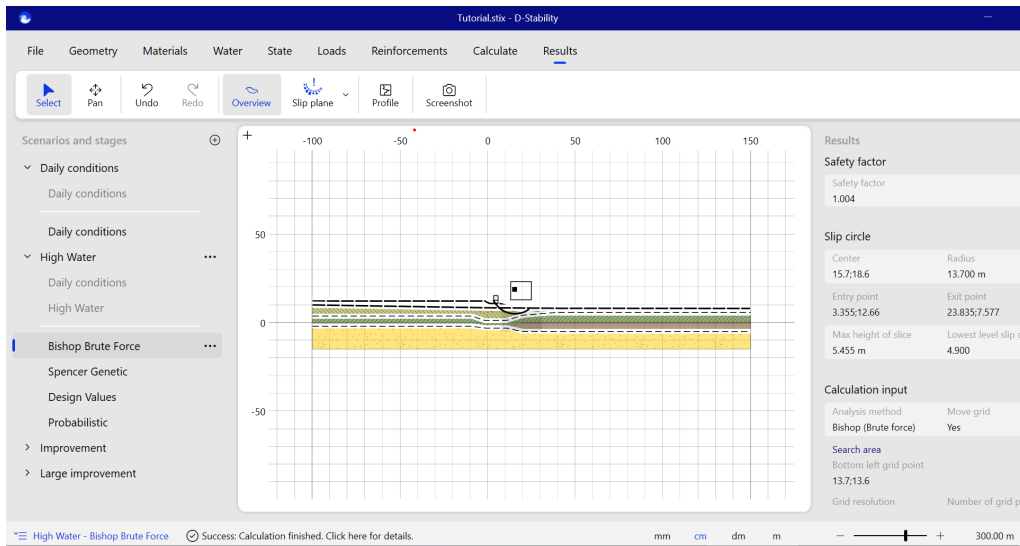 Tutorial.stix - D-Stability
File Geometry Materials Water State Loads Reinforcements Calculate Results
Select Pan Undo Redo Overview Slip plane Profile Screenshot
Scenarios and stages
Daily conditions
Daily conditions
Daily conditions
High Water
Daily conditions
High Water
Bishop Brute Force
Spencer Genetic
Design Values
Probabilistic
Improvement
Large improvement
-100 -50 0 50 100 150
50
0
-50
Results
Safety factor
Safety factor
1.004
Slip circle
Center Radius
15.7;18.6 13.700 m
Entry point Exit point
3.355;12.66 23.835;7.577
Max height of slice Lowest level slip
5.455 m 4.900
Calculation input
Analysis method Move grid
Bishop (Brute force) Yes
Search area
Bottom left grid point
13.7;13.6
Grid resolution Number of grid
High Water - Bishop Brute Force Success: Calculation finished. Click here for details. mm cm dm m 300.00 m